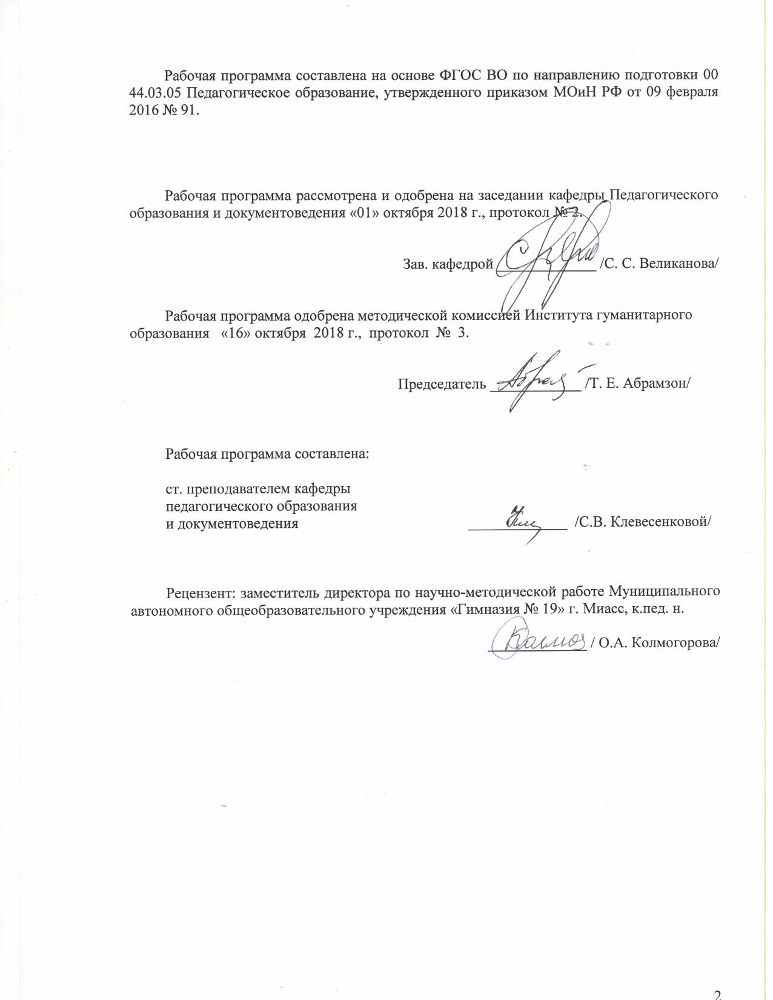 Рабочая программа составлена на основе ФГОС ВО по направлению подготовки 00
44.03.05 Педагогическое образование, утвержденного приказом МОиН РФ от 09 февраля
2016 № 91.
Рабочая программа рассмотрена и одобрена на заседании кафедры Педагогического
образования и документоведения «01» октября 2018 г., протокол № 2.
Зав. кафедрой ______________ /С. С. Великанова/
Рабочая программа одобрена методической комиссией Института гуманитарного
образования «16» октября 2018 г., протокол № 3.
Председатель ____________ /Т. Е. Абрамзон/
Рабочая программа составлена:
ст. преподавателем кафедры
педагогического образования
и документоведения _____________ /С.В. Клевесенковой/
Рецензент: заместитель директора по научно-методической работе Муниципального
автономного общеобразовательного учреждения «Гимназия № 19» г. Миасс, к.пед. н.
_____________ / О.А. Колмогорова/
2